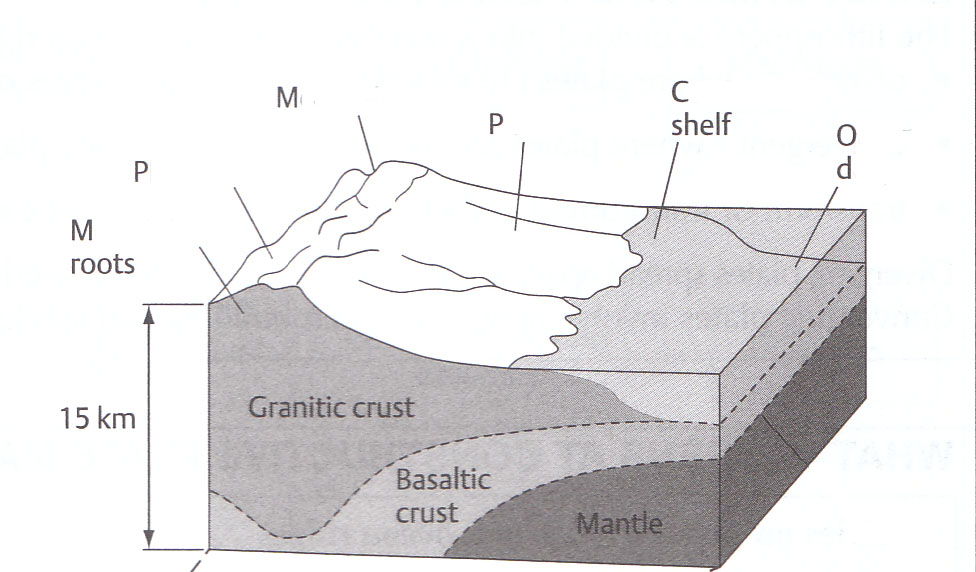 M
P
C
shelf
O
d
P
M
roots
15 km
Granitic crust
Basaltic
crust
Mantle